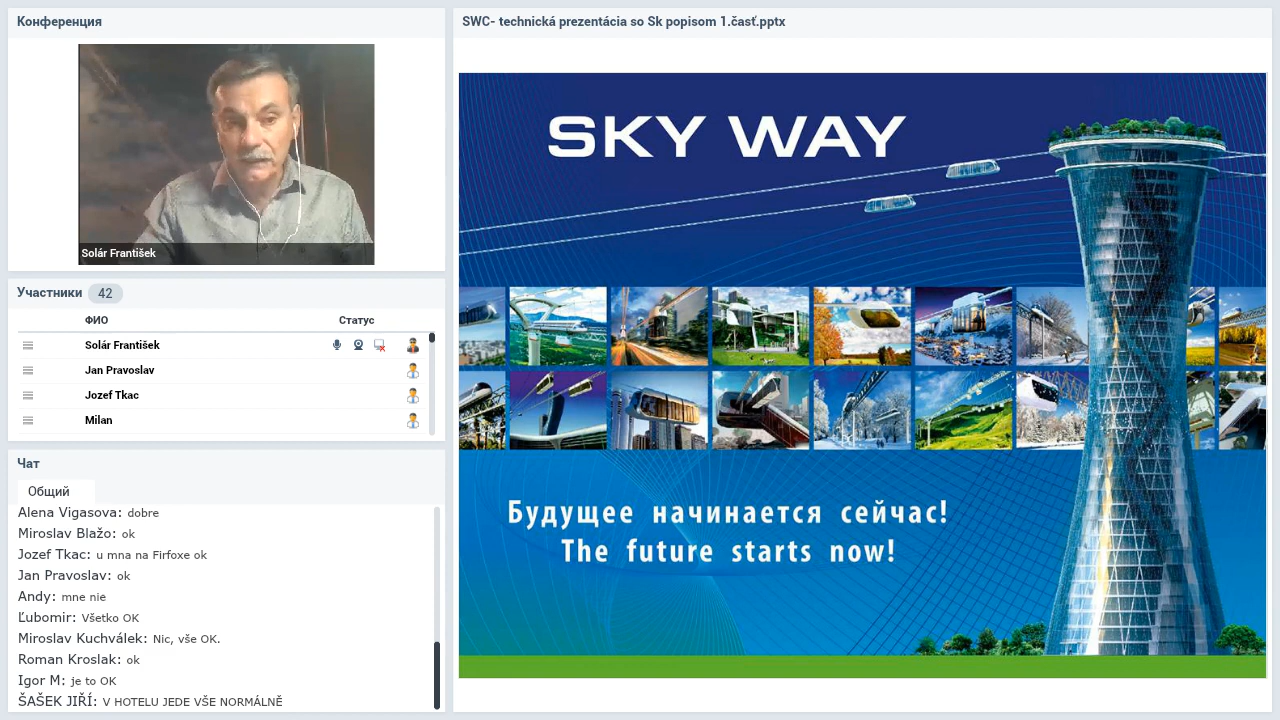 Конференция
Solár František
Участники 42
ФИО Статус
Solár František
Jan Pravoslav
Jozef Tkac
Milan
Чат
Общий
Alena Vigasova: dobre
Miroslav Blažo: ok
Jozef Tkac: u mna na Firfoxe ok
Jan Pravoslav: ok
Andy: mne nie
Ľubomir: Všetko OK
Miroslav Kuchválek: Nic, vše OK.
Roman Kroslak: ok
Igor M: je to OK
ŠAŠEK JIŘÍ: V HOTELU JEDE VŠE NORMÁLNĚ
SWC- technická prezentácia so Sk popisom 1.časť.pptx
SKY WAY
Будущее начинается сейчас!
The future starts now!